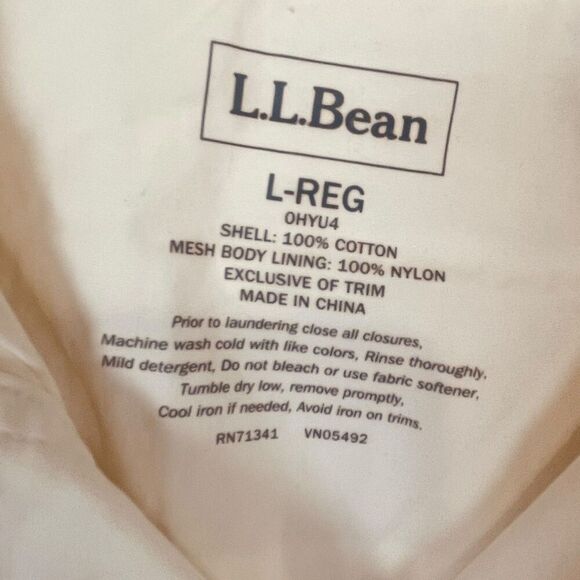 L.L.Bean
L-REG
0HYU4
SHELL: 100% COTTON
MESH BODY LINING: 100% NYLON
EXCLUSIVE OF TRIM
MADE IN CHINA
Prior to laundering close all closures,
Machine wash cold with like colors, Rinse thoroughly.
Mild detergent, Do not bleach or use fabric softener,
Tumble dry low, remove promptly,
Cool iron if needed, Avoid iron on trims.
RN71341 VN05492